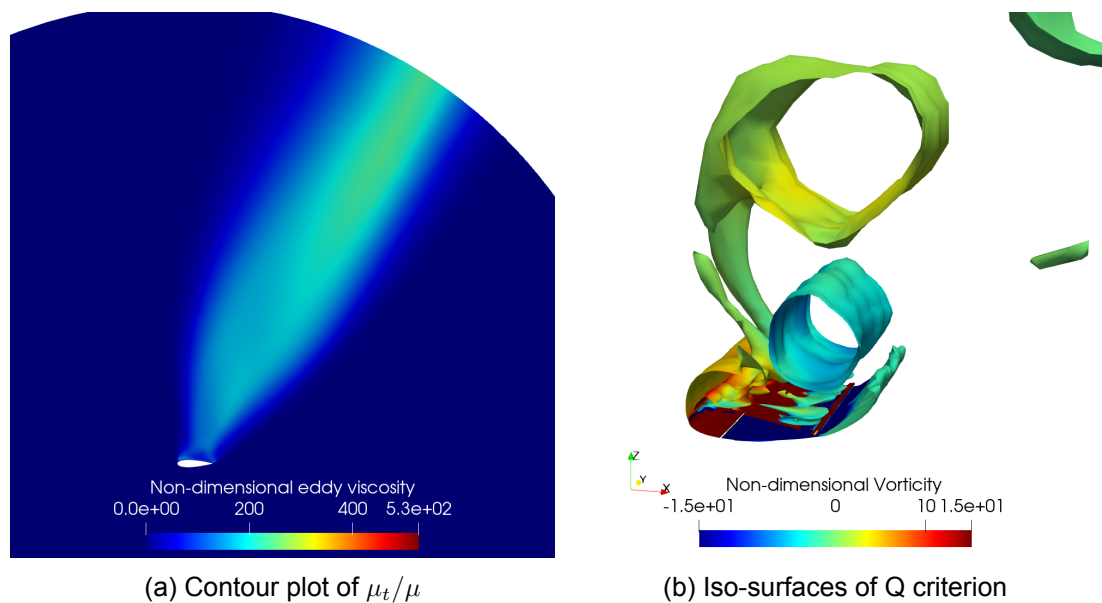 Non-dimensional eddy viscosity
0.0e+00 200 400 5.3e+02
(a) Contour plot of μ_t/μ
Z
Y
X
Non-dimensional Vorticity
-1.5e+01 0 10 1.5e+01
(b) Iso-surfaces of Q criterion